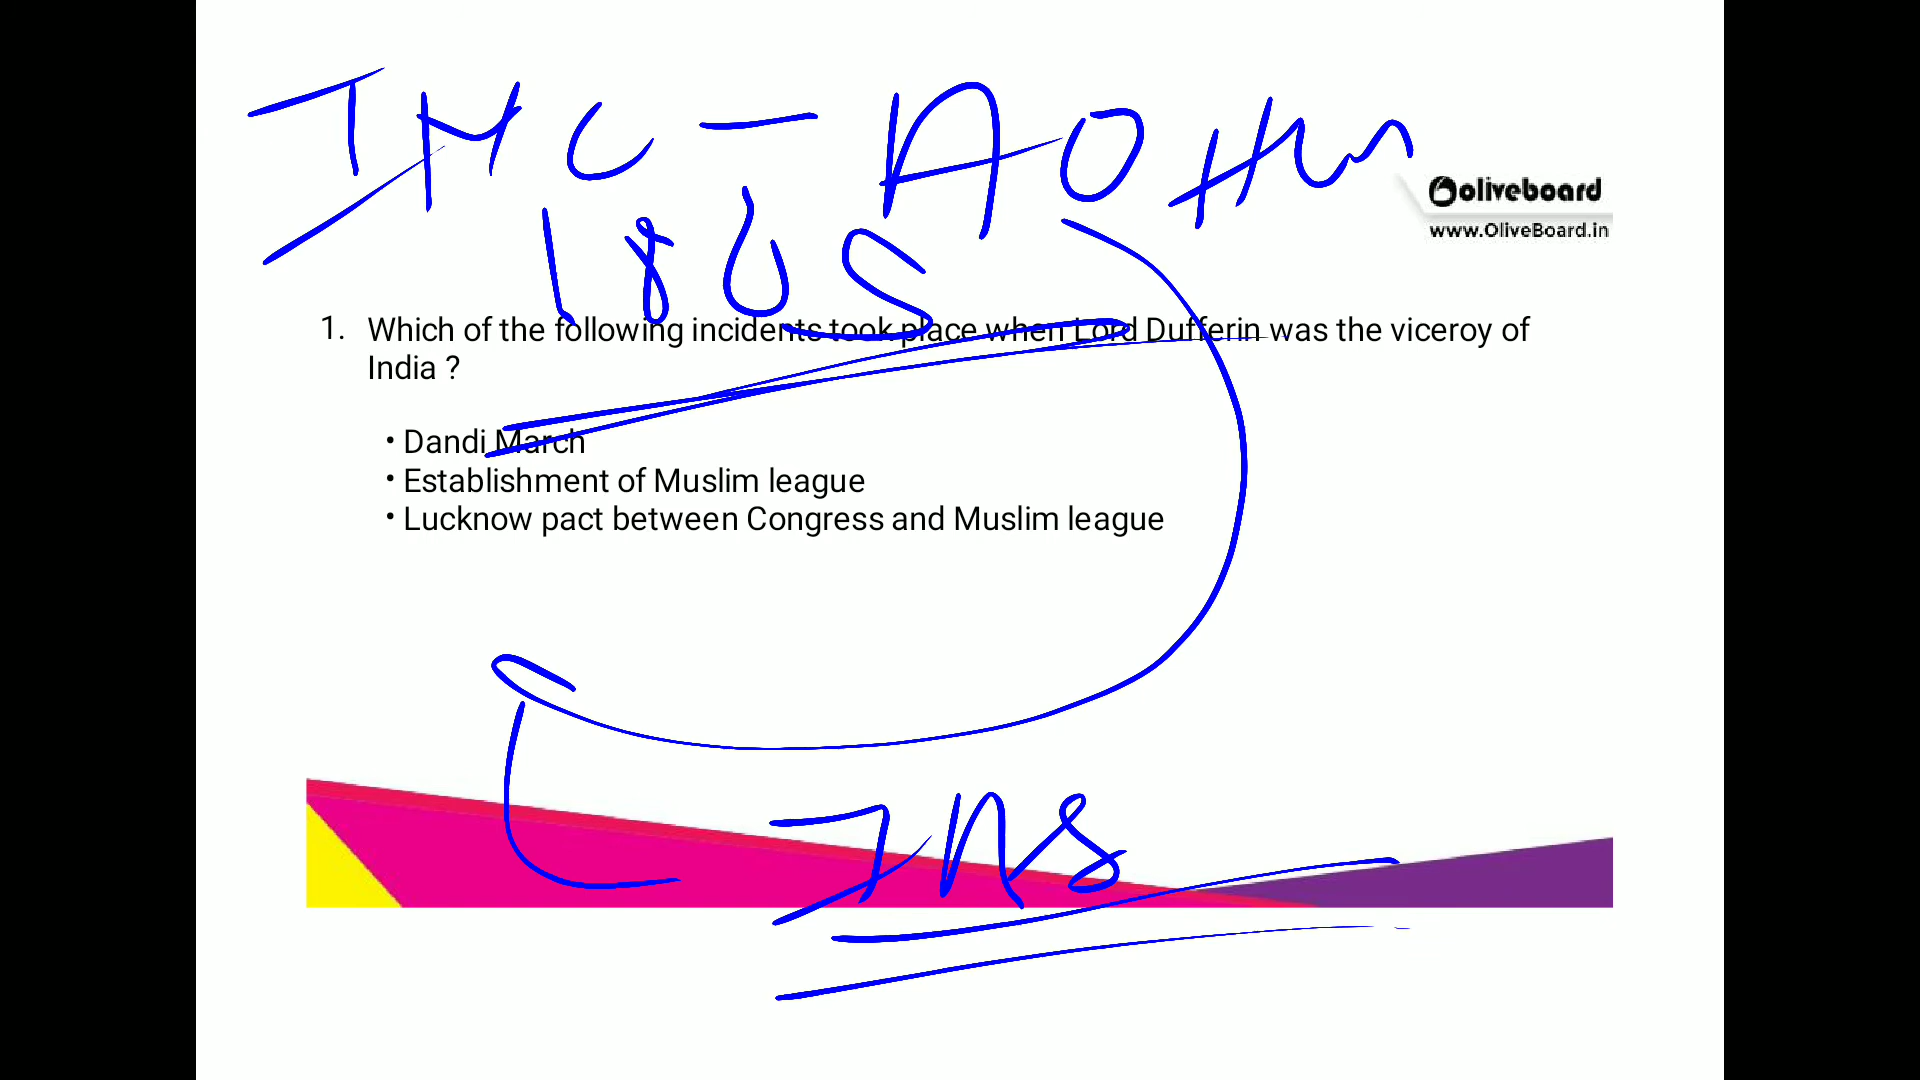 INC - AO Hum
1885
oliveboard
www.OliveBoard.in
1. Which of the following incidents took place when Lord Dufferin was the viceroy of
India ?
• Dandi March
• Establishment of Muslim league
• Lucknow pact between Congress and Muslim league